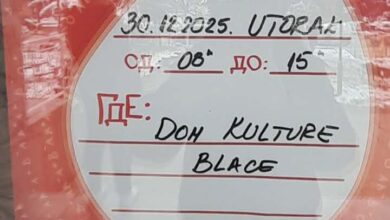 30.12.2025. UTORAK
ОД: 08ʰ ДО: 15ʰ
ГДЕ:
DOM KULTURE
BLACE